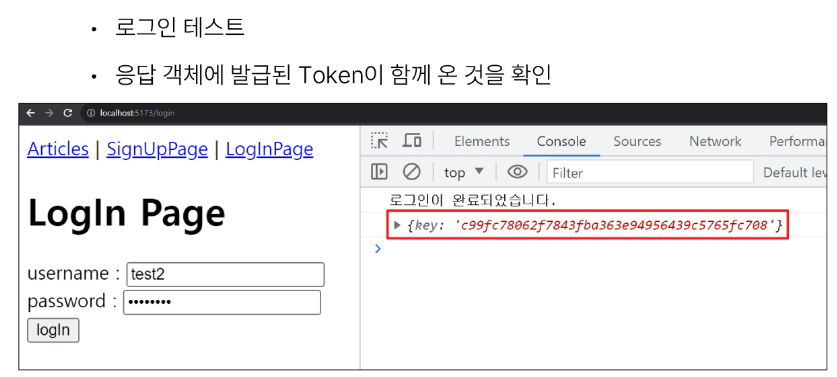 • 로그인 테스트
• 응답 객체에 발급된 Token이 함께 온 것을 확인
localhost:5173/login
Articles | SignUpPage | LogInPage
LogIn Page
username : test2
password : ••••••••
logIn
Elements Console Sources Network Performa
top ▼ Filter Default lev
로그인이 완료되었습니다.
▶ {key: 'c99fc78062f7843fba363e94956439c5765fc708'}
>